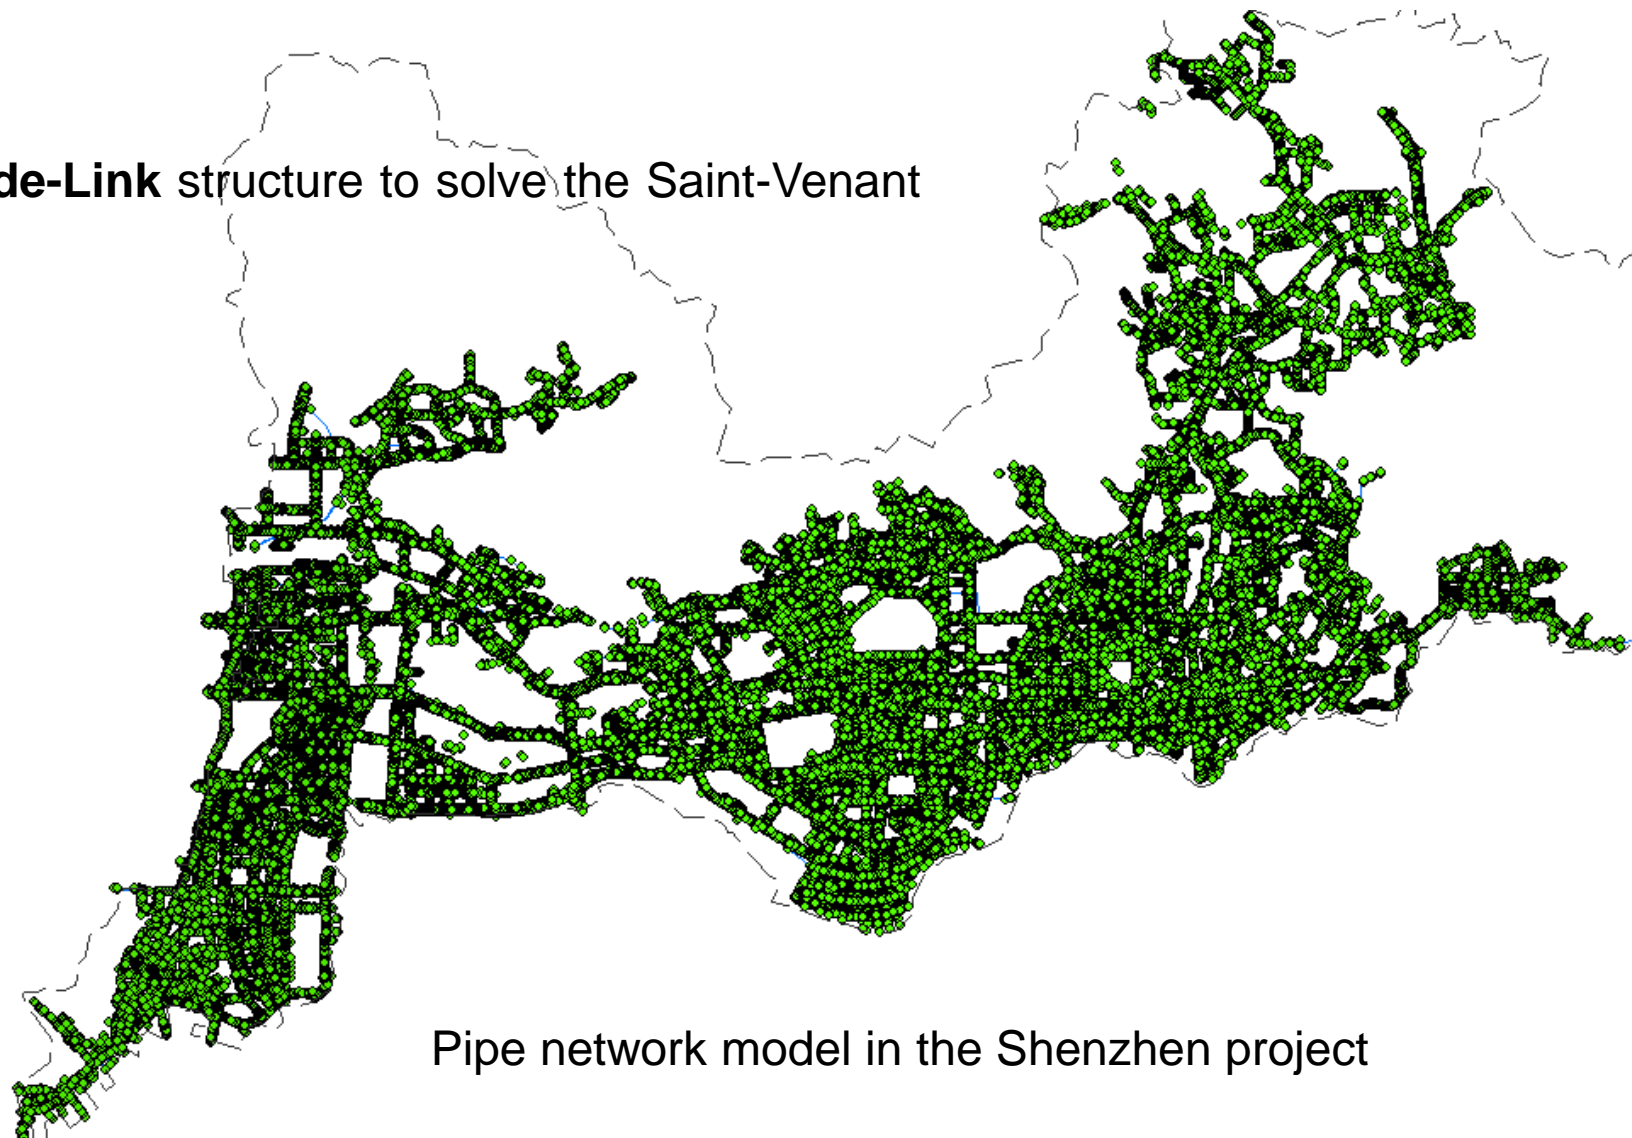 de-Link structure to solve the Saint-Venant
Pipe network model in the Shenzhen project